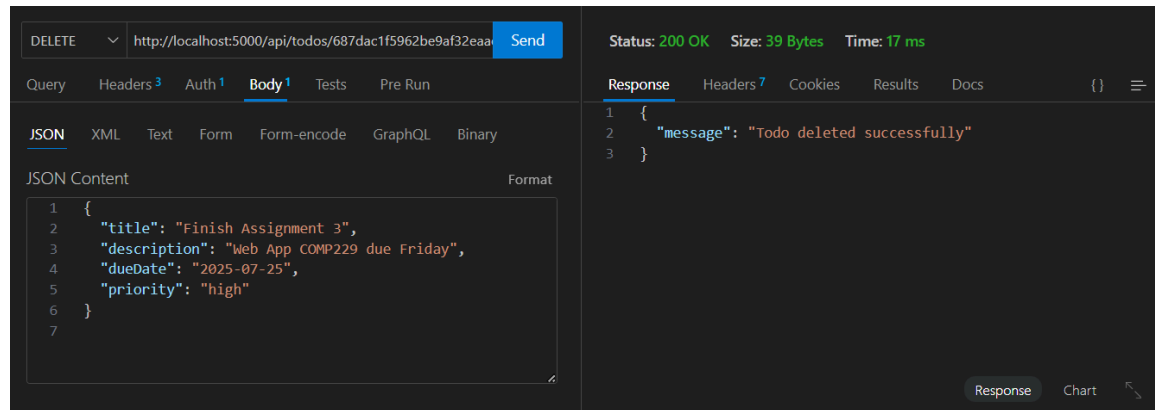 DELETE http://localhost:5000/api/todos/687dac1f5962be9af32eaa Send
Query Headers 3 Auth 1 Body 1 Tests Pre Run
JSON XML Text Form Form-encode GraphQL Binary
JSON Content Format
1 {
2 "title": "Finish Assignment 3",
3 "description": "Web App COMP229 due Friday",
4 "dueDate": "2025-07-25",
5 "priority": "high"
6 }
7
Status: 200 OK Size: 39 Bytes Time: 17 ms
Response Headers 7 Cookies Results Docs { }
1 {
2 "message": "Todo deleted successfully"
3 }
Response Chart